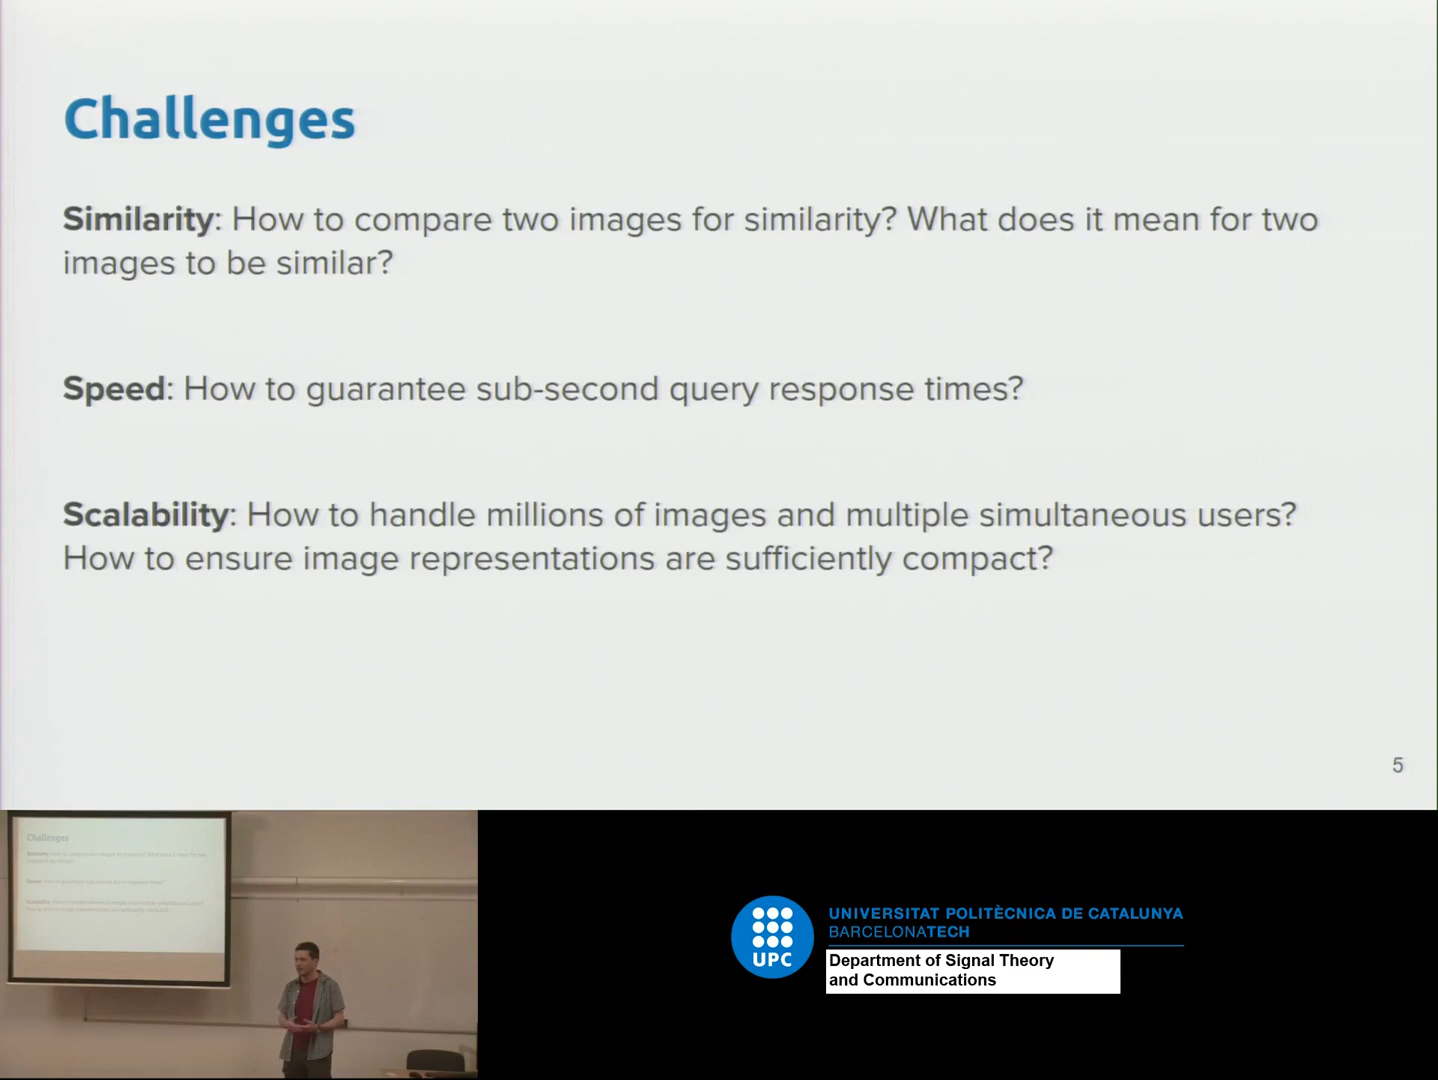 Challenges
Similarity: How to compare two images for similarity? What does it mean for two
images to be similar?
Speed: How to guarantee sub-second query response times?
Scalability: How to handle millions of images and multiple simultaneous users?
How to ensure image representations are sufficiently compact?
5
Challenges
UPC
UNIVERSITAT POLITÈCNICA DE CATALUNYA
BARCELONATECH
Department of Signal Theory
and Communications